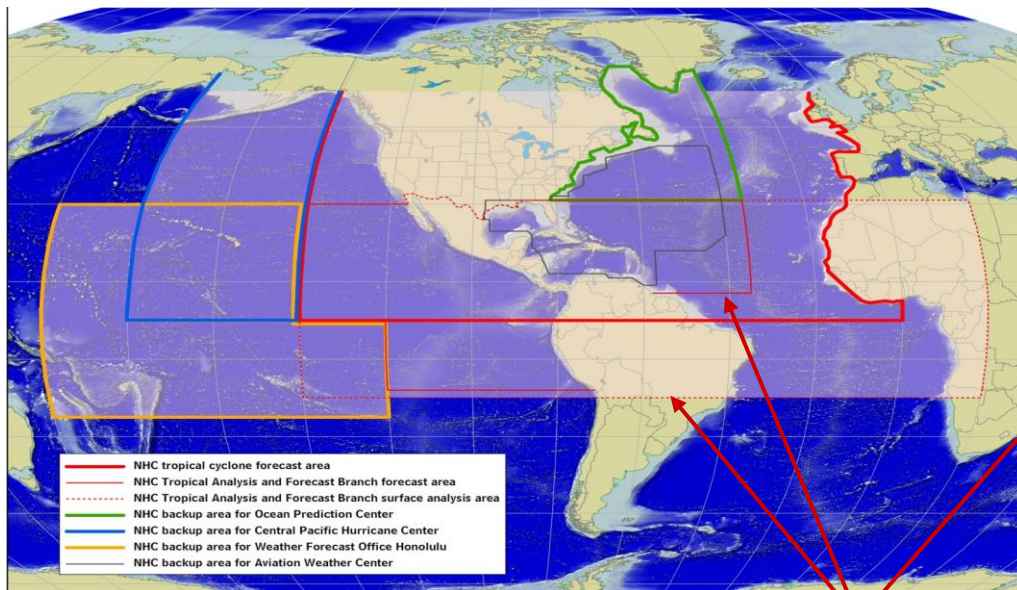 NHC tropical cyclone forecast area
NHC Tropical Analysis and Forecast Branch forecast area
NHC Tropical Analysis and Forecast Branch surface analysis area
NHC backup area for Ocean Prediction Center
NHC backup area for Central Pacific Hurricane Center
NHC backup area for Weather Forecast Office Honolulu
NHC backup area for Aviation Weather Center